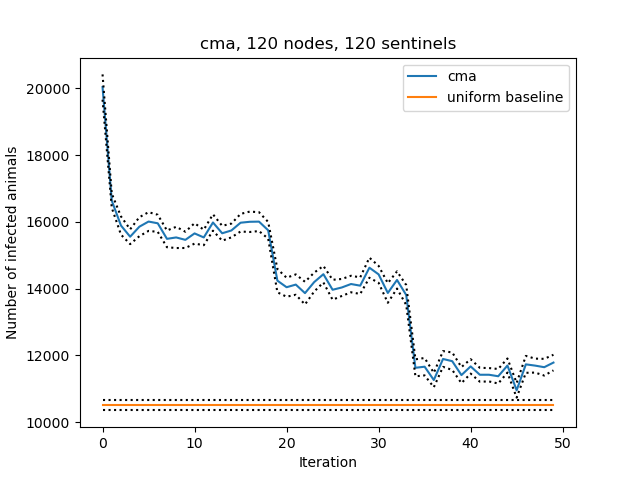 cma, 120 nodes, 120 sentinels
cma
uniform baseline
20000
18000
16000
14000
12000
10000
Number of infected animals
0 10 20 30 40 50
Iteration